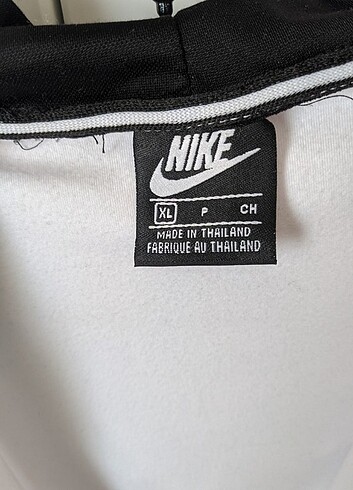 NIKE
XL P CH
MADE IN THAILAND
FABRIQUE AU THAILAND